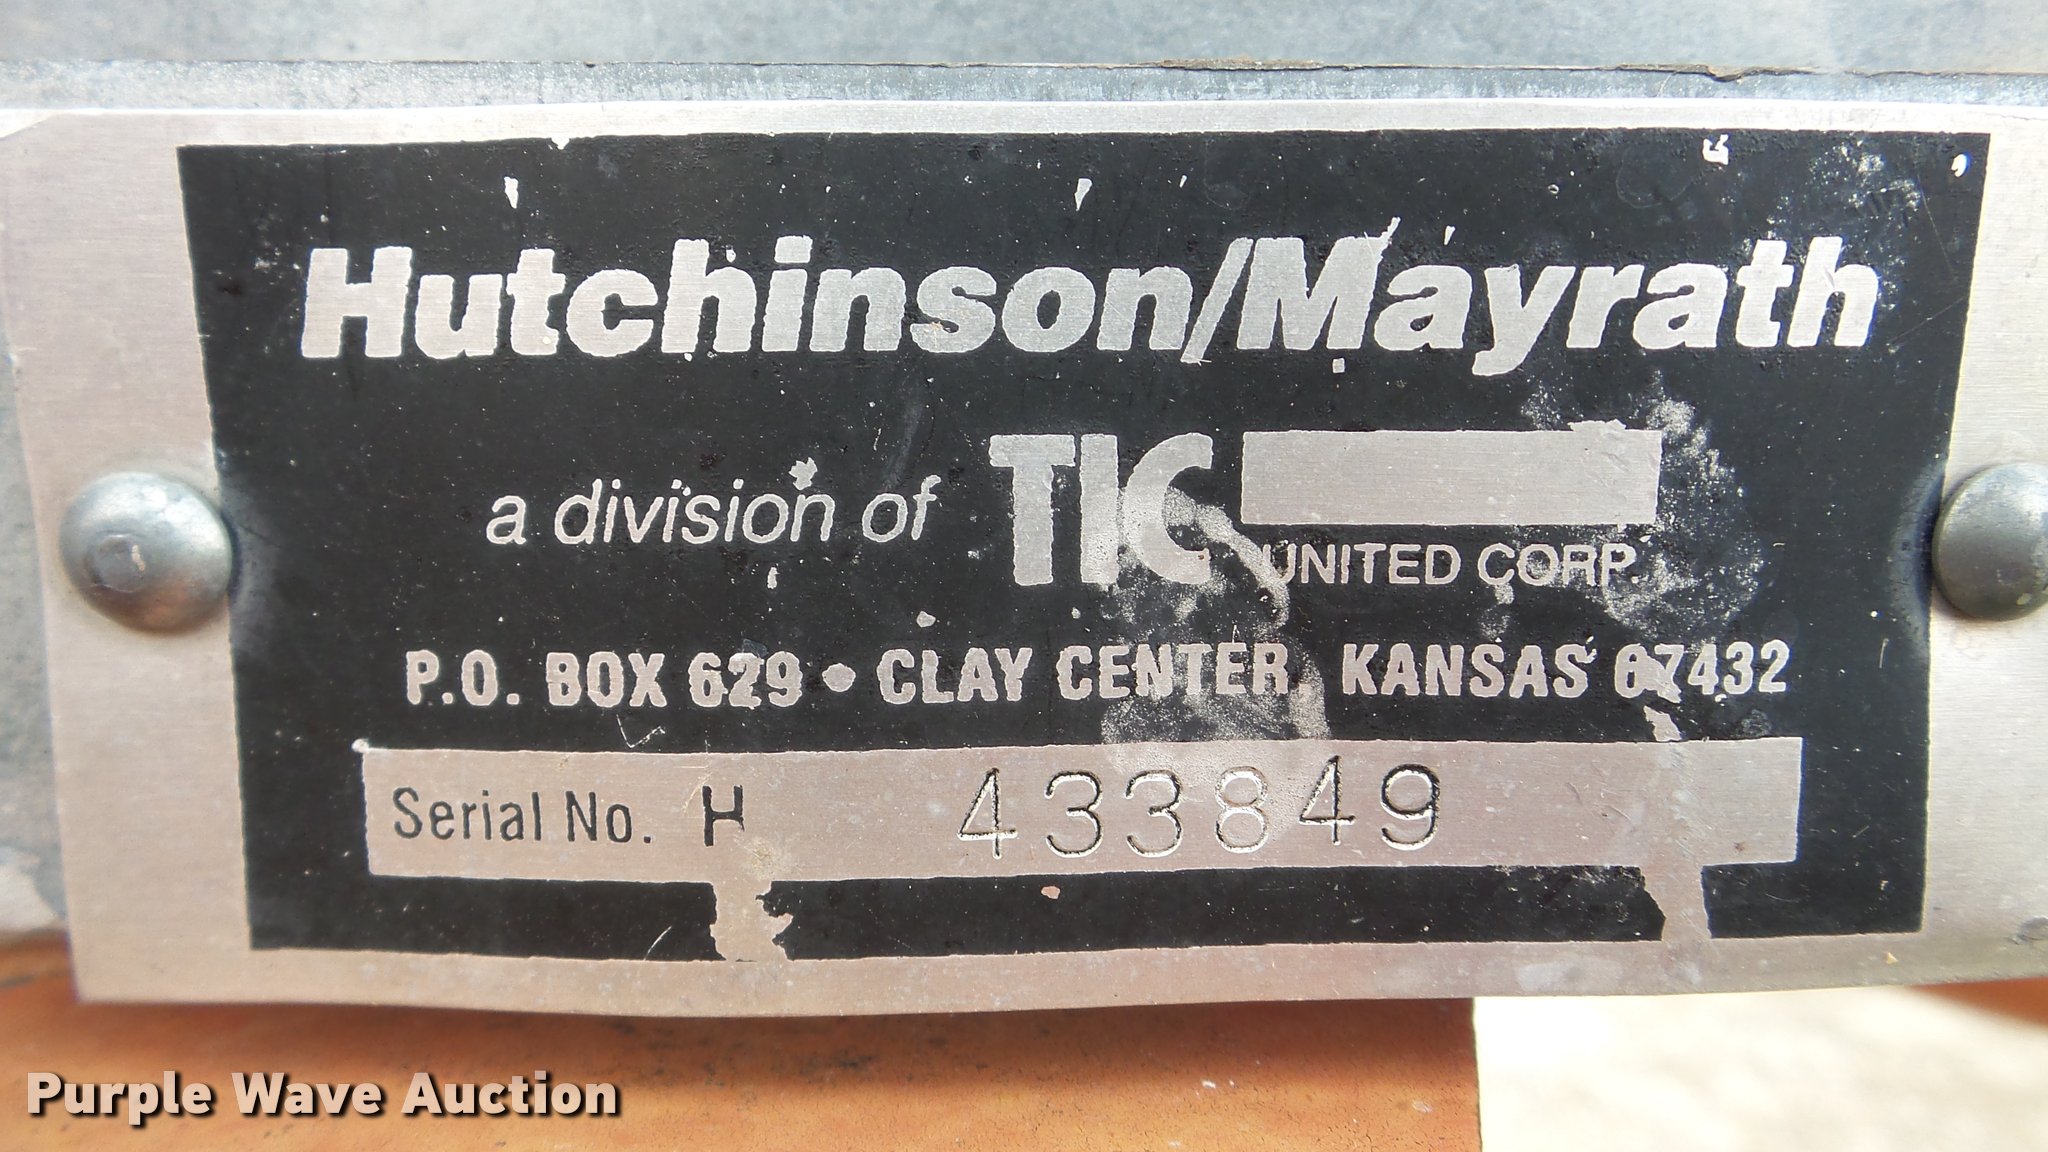 Hutchinson/Mayrath
a division of TIC UNITED CORP.
P.O. BOX 629 • CLAY CENTER, KANSAS 67432
Serial No. H 433849
Purple Wave Auction